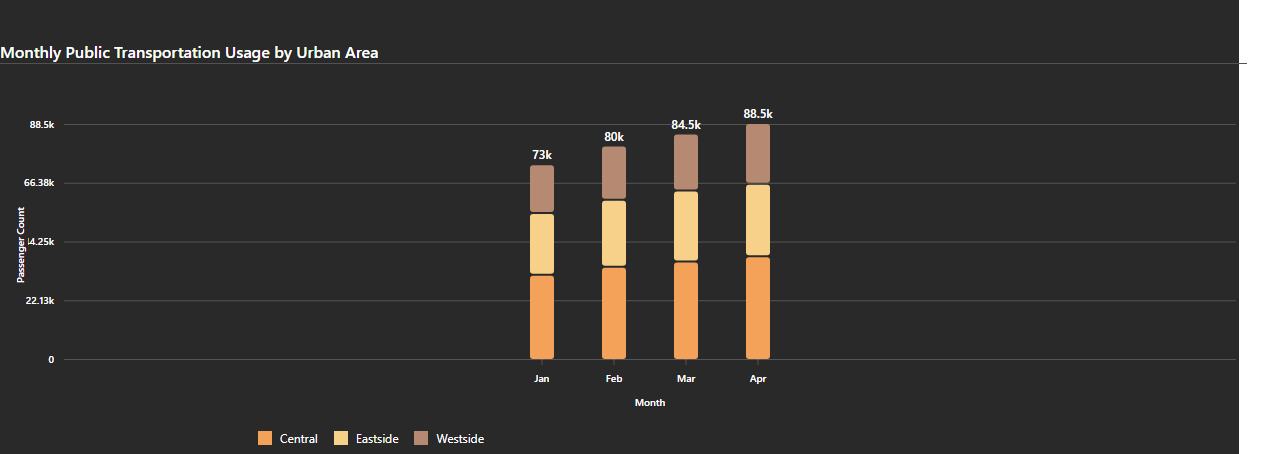 Monthly Public Transportation Usage by Urban Area
88.5k
84.5k
80k
73k
88.5k
66.38k
22.13k
0
Passenger Count
Jan Feb Mar Apr
Month
Central Eastside Westside